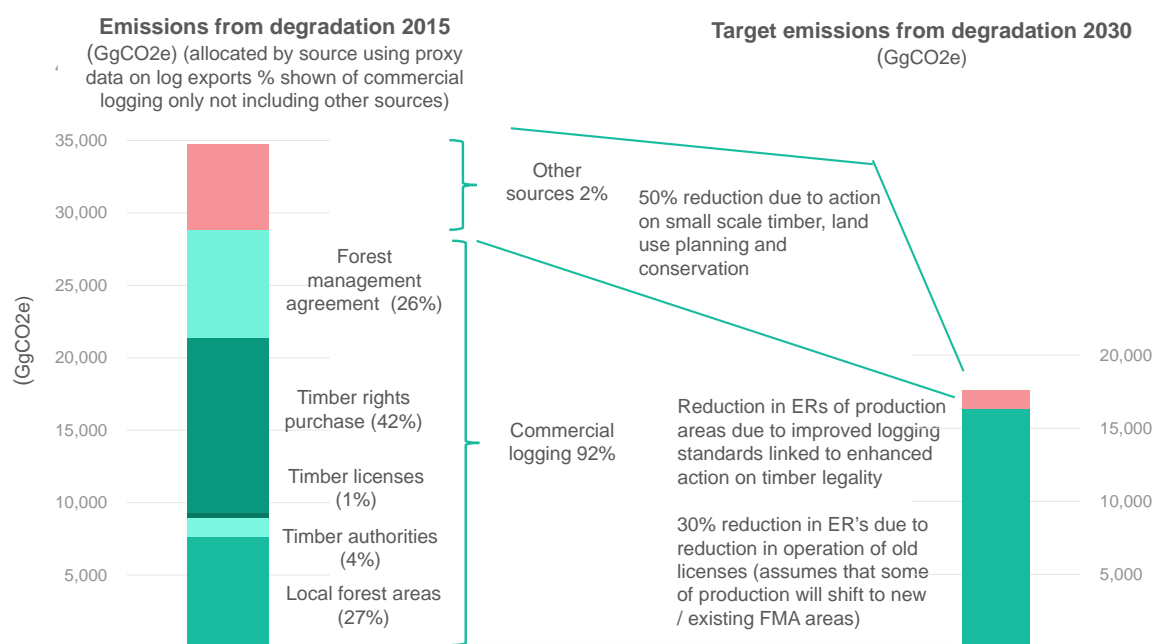 Emissions from degradation 2015
(GgCO2e) (allocated by source using proxy
data on log exports % shown of commercial
logging only not including other sources)
Target emissions from degradation 2030
(GgCO2e)
(GgCO2e)
35,000
30,000
25,000
20,000
15,000
10,000
5,000
Other
sources 2%
Forest
management
agreement (26%)
Timber rights
purchase (42%)
Timber licenses
(1%)
Timber authorities
(4%)
Local forest areas
(27%)
Commercial
logging 92%
50% reduction due to action
on small scale timber, land
use planning and
conservation
Reduction in ERs of production
areas due to improved logging
standards linked to enhanced
action on timber legality
30% reduction in ER’s due to
reduction in operation of old
licenses (assumes that some
of production will shift to new
/ existing FMA areas)
20,000
15,000
10,000
5,000